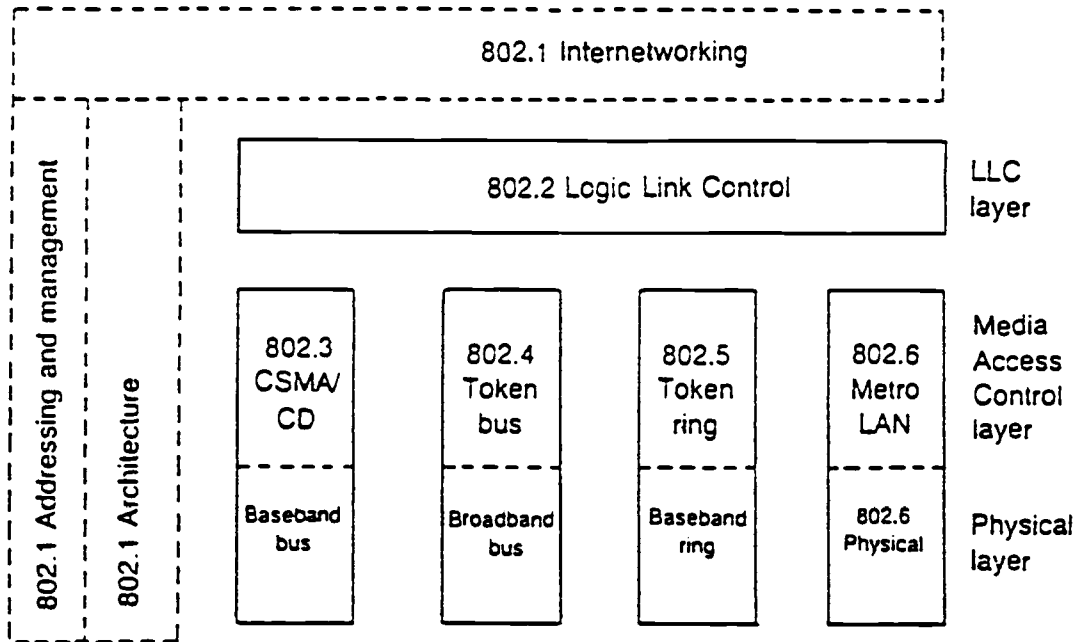 802.1 Internetworking
802.1 Addressing and management
802.1 Architecture
802.2 Logic Link Control
LLC
layer
802.3
CSMA/
CD
802.4
Token
bus
802.5
Token
ring
802.6
Metro
LAN
Media
Access
Control
layer
Baseband
bus
Broadband
bus
Baseband
ring
802.6
Physical
Physical
layer